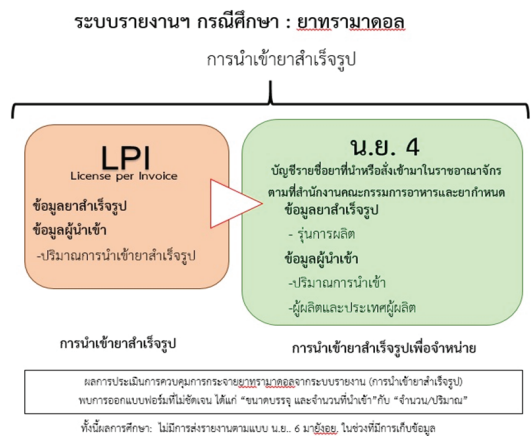 ระบบรายงานฯ กรณีศึกษา : ยาทรามาดอล
การนำเข้ายาสำเร็จรูป
LPI
License per Invoice
ข้อมูลยาสำเร็จรูป
ข้อมูลผู้นำเข้า
-ปริมาณการนำเข้ายาสำเร็จรูป
น.ย. 4
บัญชีรายชื่อยาที่นำหรือสั่งเข้ามาในราชอาณาจักร
ตามที่สำนักงานคณะกรรมการอาหารและยากำหนด
ข้อมูลยาสำเร็จรูป
- รุ่นการผลิต
ข้อมูลผู้นำเข้า
-ปริมาณการนำเข้า
-ผู้ผลิตและประเทศผู้ผลิต
การนำเข้ายาสำเร็จรูป
การนำเข้ายาสำเร็จรูปเพื่อจำหน่าย
ผลการประเมินการควบคุมการกระจายยาทรามาดอลจากระบบรายงาน (การนำเข้ายาสำเร็จรูป)
พบการออกแบบฟอร์มที่ไม่ชัดเจน ได้แก่ “ขนาดบรรจุ และจำนวนที่นำเข้า”กับ “จำนวน/ปริมาณ”
ทั้งนี้ผลการศึกษา: ไม่มีการส่งรายงานตามแบบ น.ย.. 6 มายังอย. ในช่วงที่มีการเก็บข้อมูล